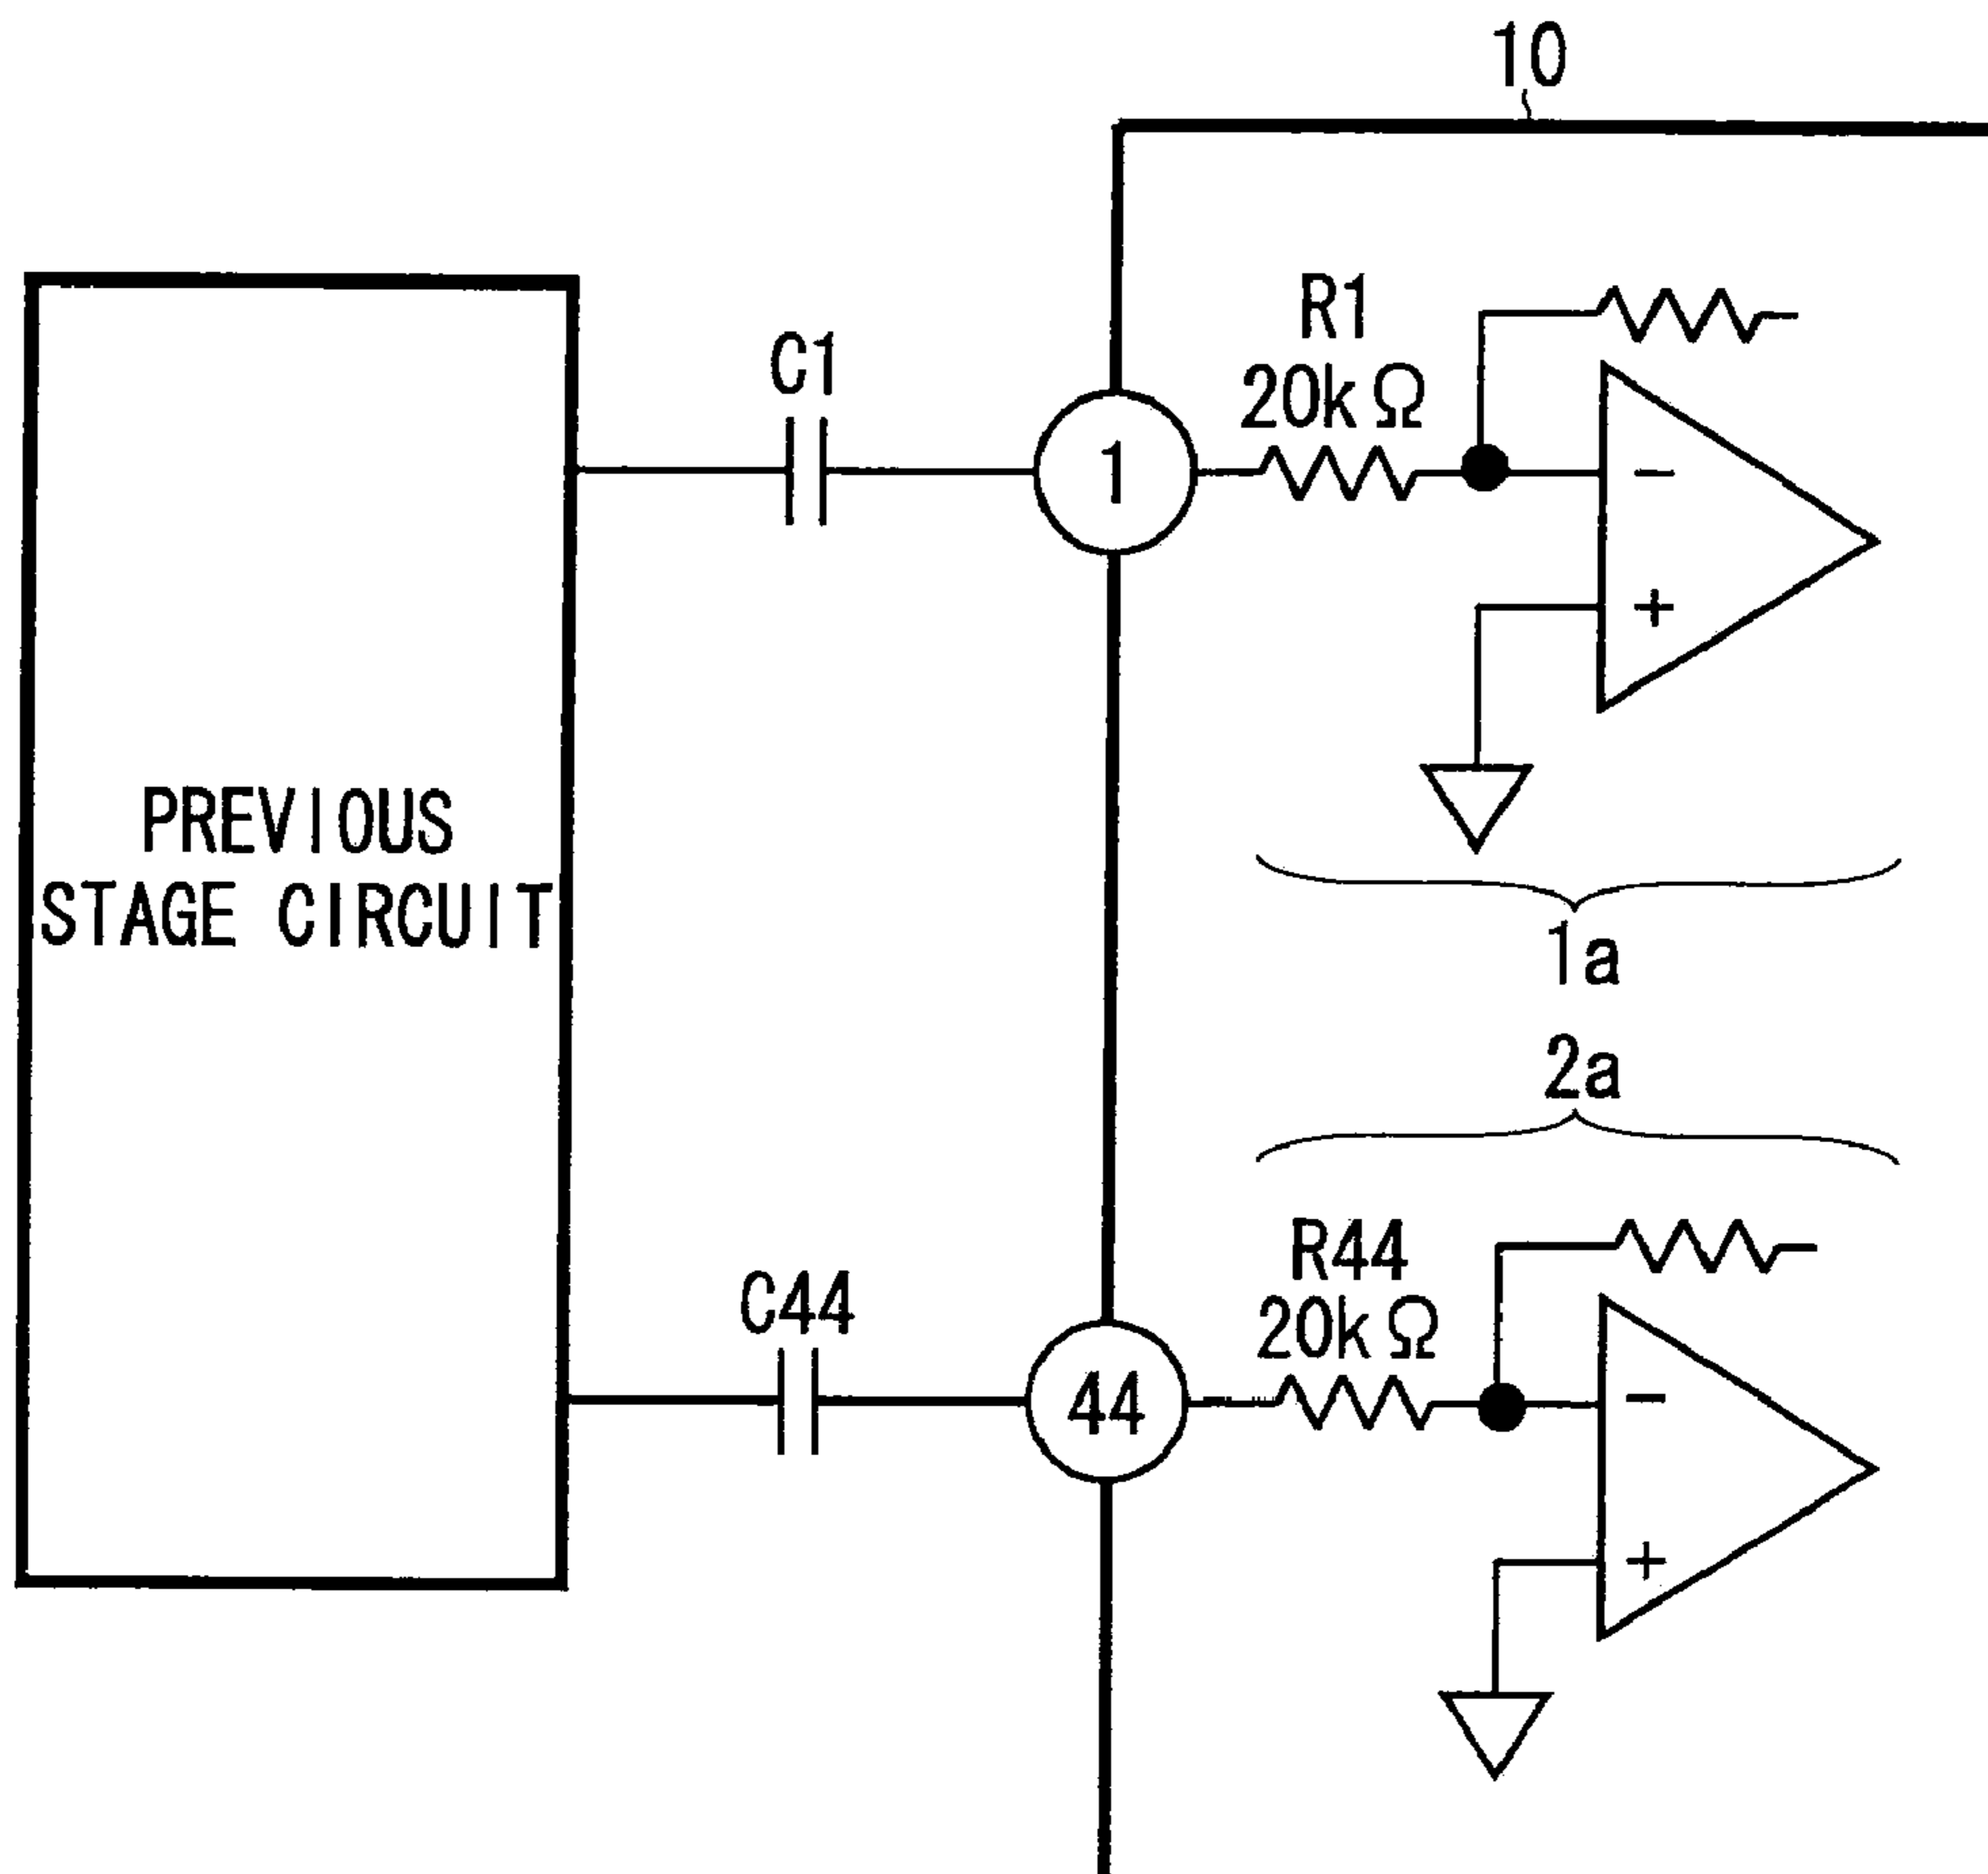 10
R1
20kΩ
C1
1
−
+
PREVIOUS
STAGE CIRCUIT
1a
2a
R44
20kΩ
C44
44
−
+